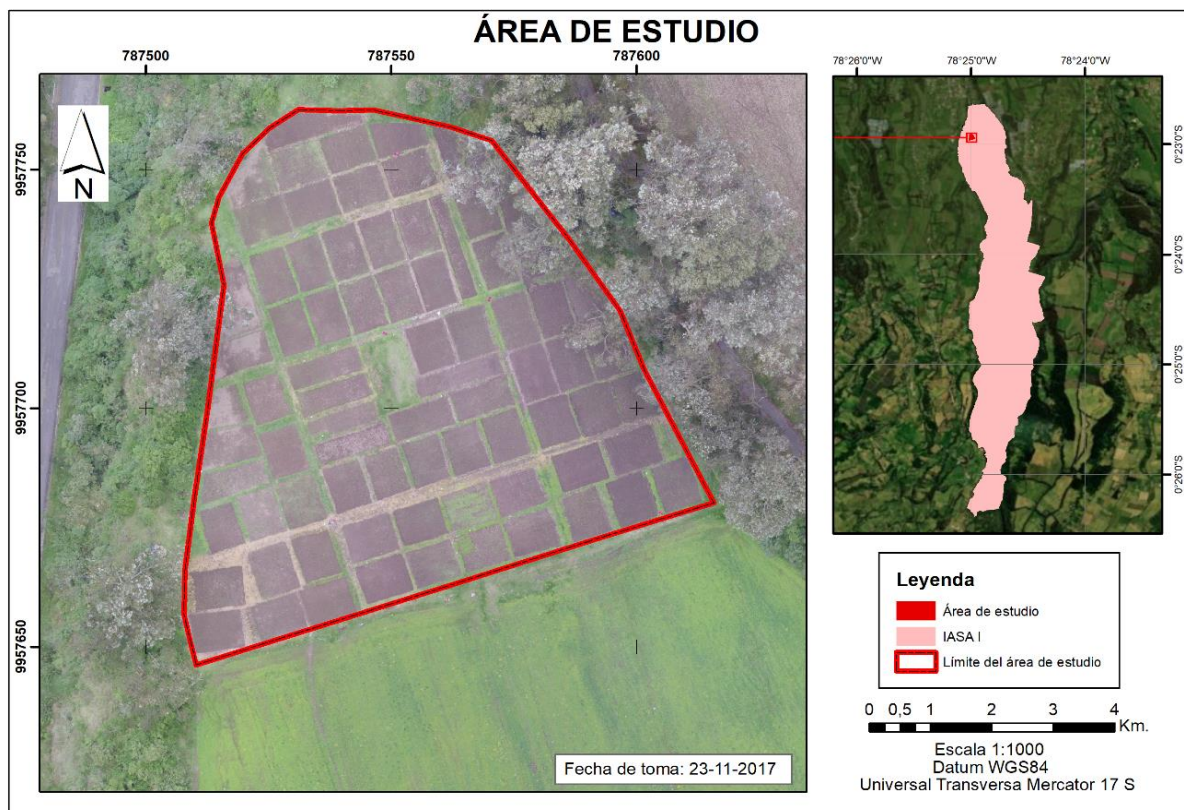 ÁREA DE ESTUDIO
787500
787550
787600
9957750
9957700
9957650
N
Fecha de toma: 23-11-2017
78°26'0"W
78°25'0"W
78°24'0"W
0°23'0"S
0°24'0"S
0°25'0"S
0°26'0"S
Leyenda
Área de estudio
IASA I
Límite del área de estudio
0 0,5 1 2 3 4
Km.
Escala 1:1000
Datum WGS84
Universal Transversa Mercator 17 S